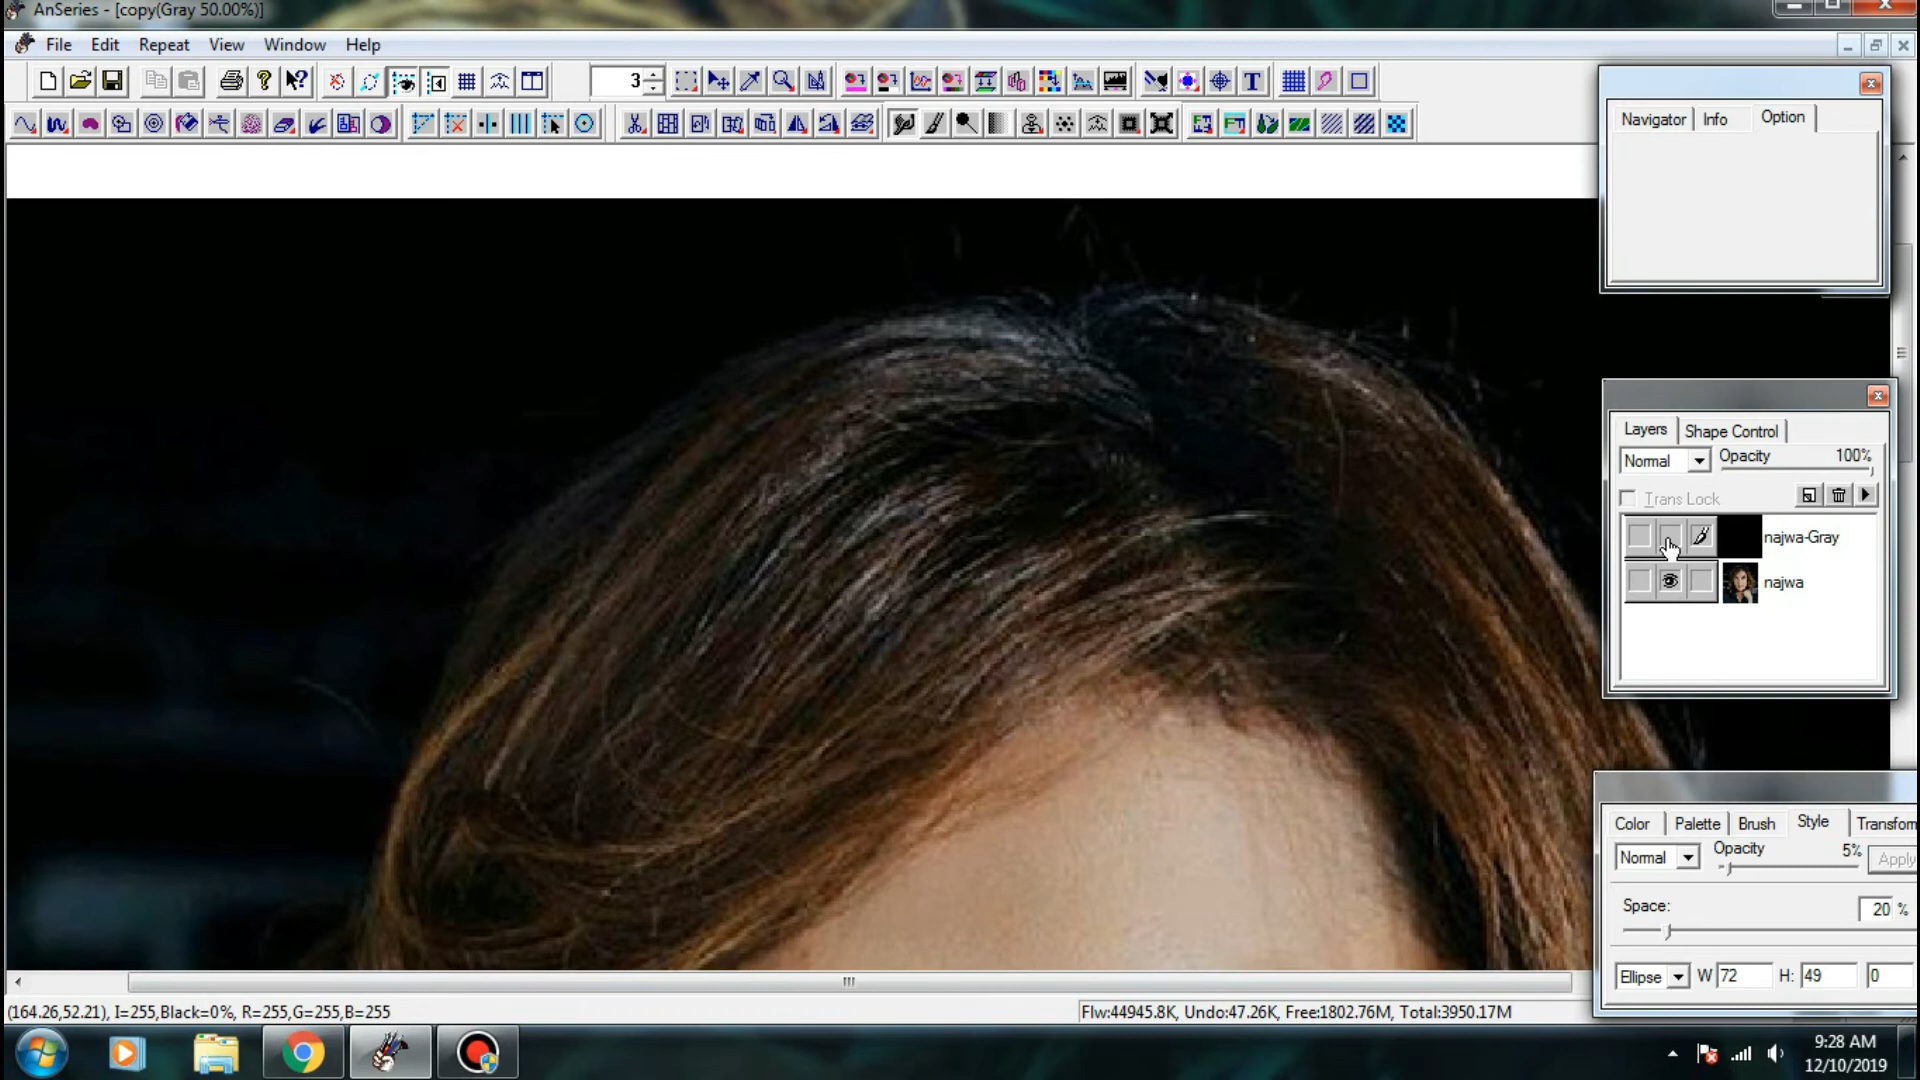 AnSeries - [copy(Gray 50.00%)]
File Edit Repeat View Window Help
3
Navigator Info Option
Layers Shape Control
Normal Opacity 100%
Trans Lock
najwa-Gray
najwa
Color Palette Brush Style Transfom
Normal Opacity 5% Apply
Space: 20 %
Ellipse W 72 H: 49 0
(164.26,52.21), I=255,Black=0%, R=255,G=255,B=255
Flw:44945.8K, Undo:47.26K, Free:1802.76M, Total:3950.17M
9:28 AM
12/10/2019